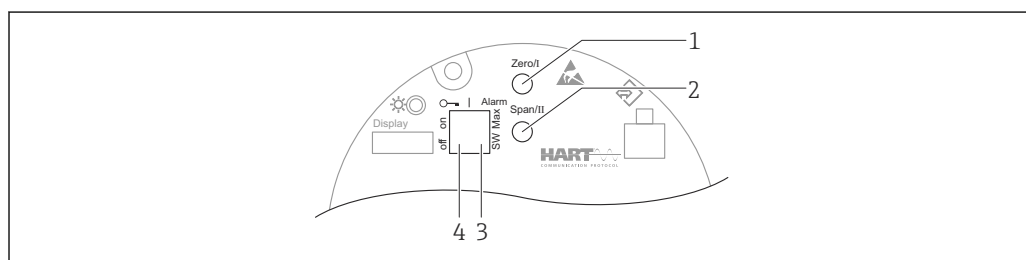 1
Zero/I
2
Alarm
Span/II
Display
on
off
SW Max
HART
COMMUNICATION PROTOCOL
4 3